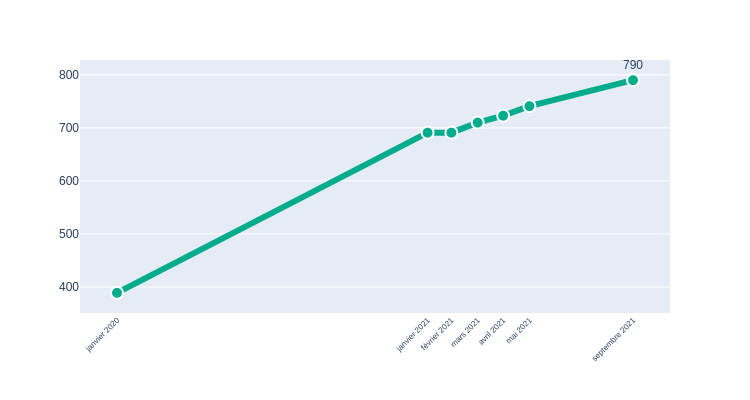 790
800
700
600
500
400
janvier 2020
janvier 2021
février 2021
mars 2021
avril 2021
mai 2021
septembre 2021